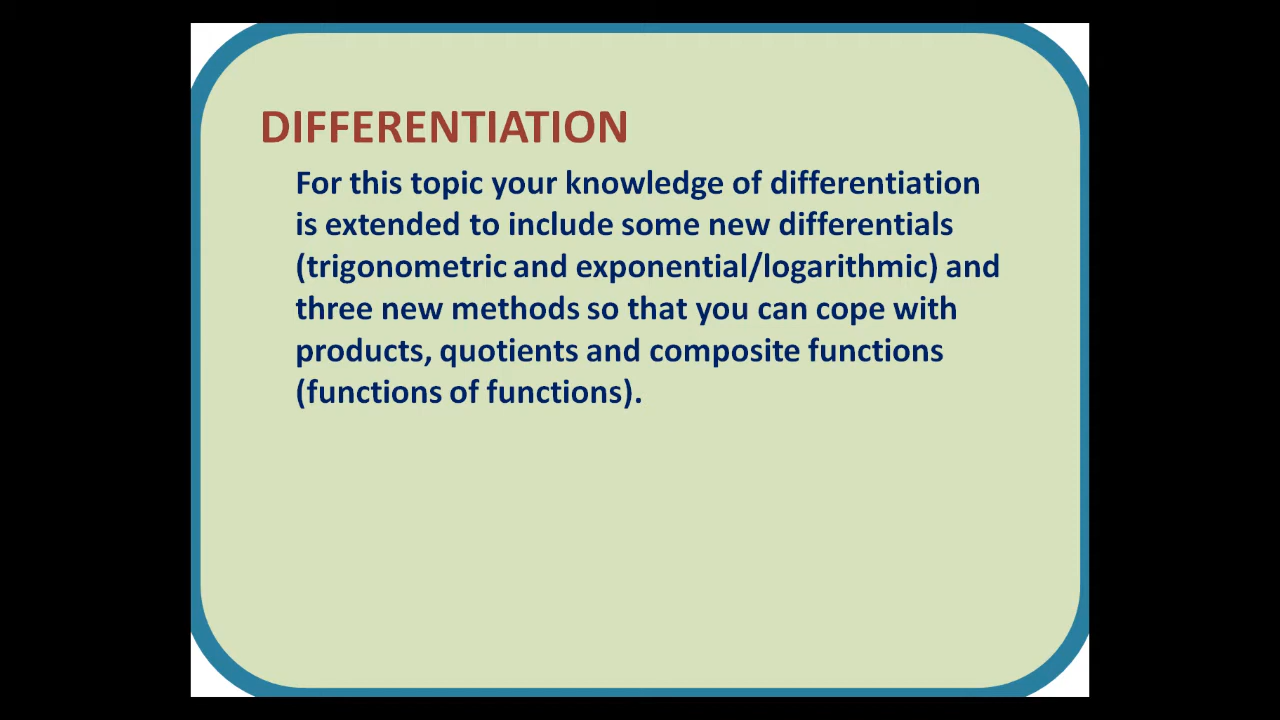 DIFFERENTIATION
For this topic your knowledge of differentiation
is extended to include some new differentials
(trigonometric and exponential/logarithmic) and
three new methods so that you can cope with
products, quotients and composite functions
(functions of functions).